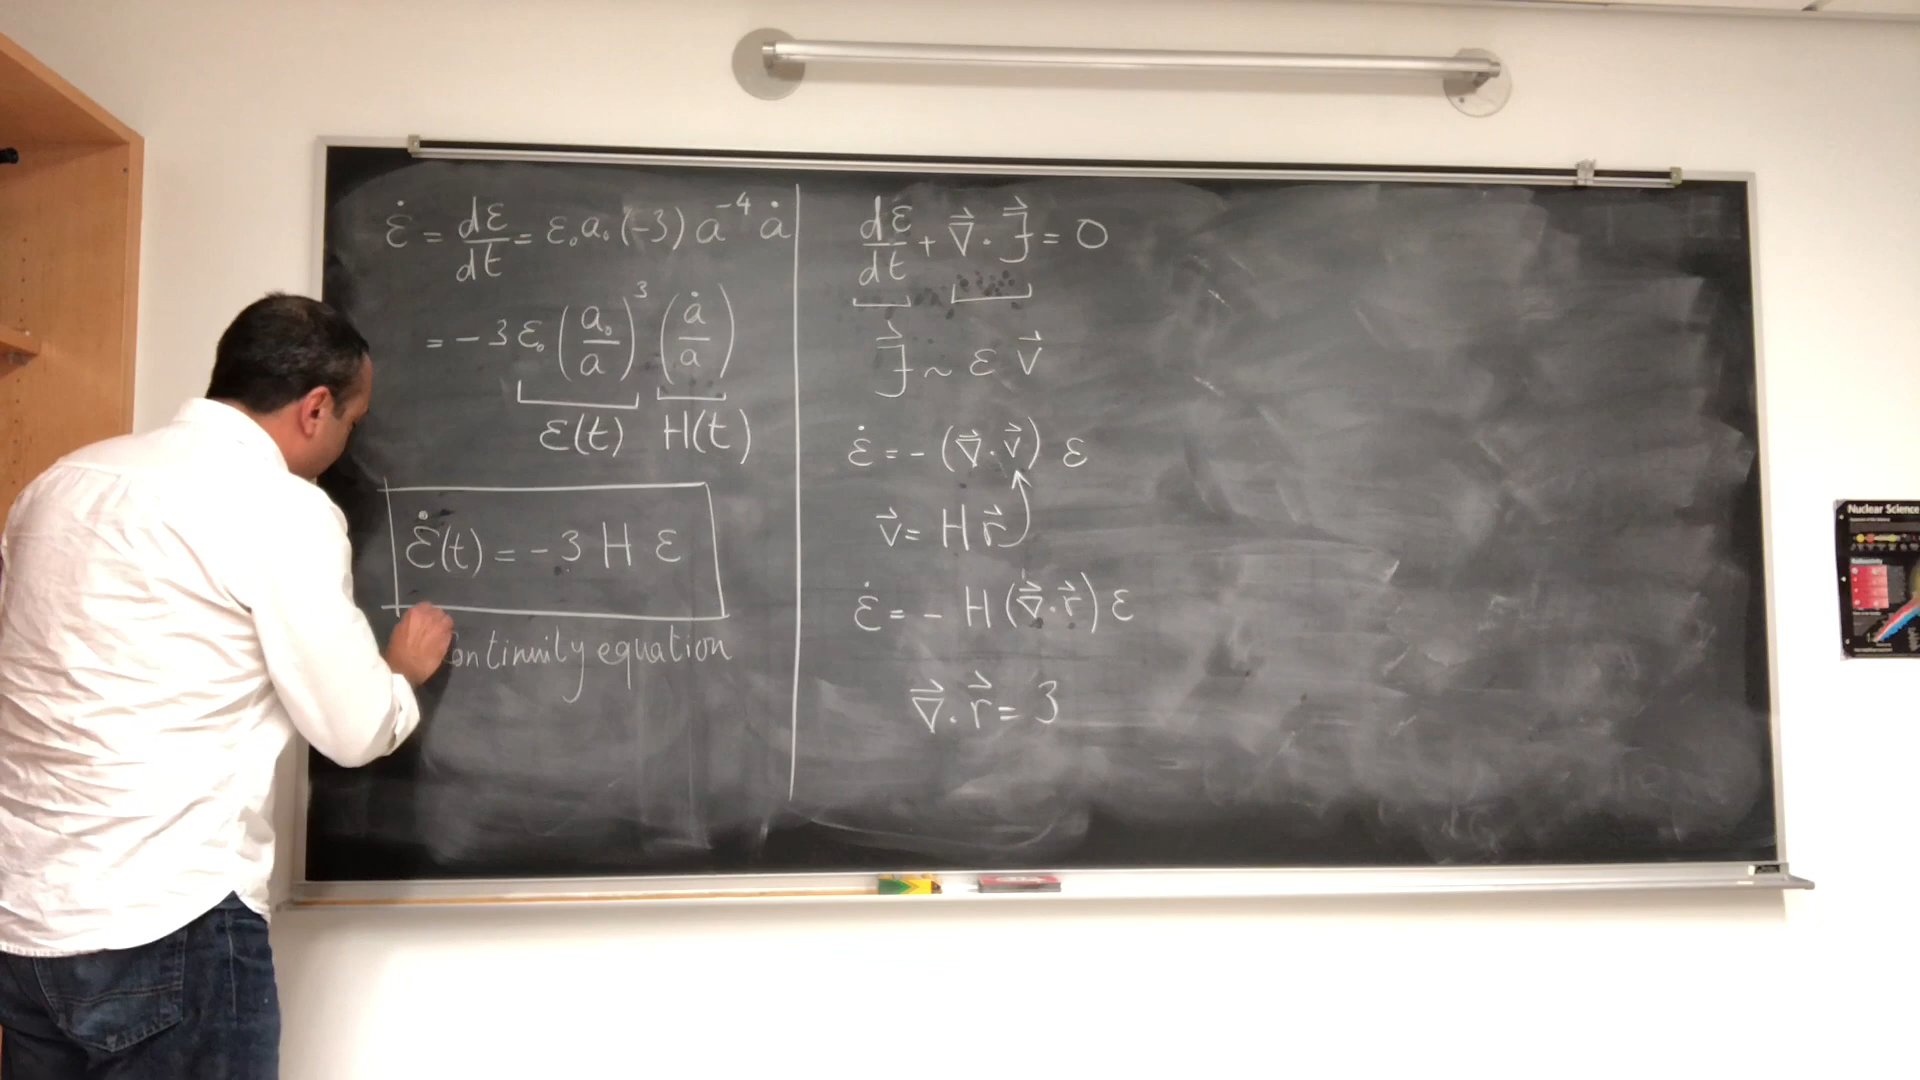 ε̇ = dε/dt = ε₀a₀(-3) a⁻⁴ ȧ
= -3 ε₀ (a₀/a)³ (ȧ/a)
ε(t) H(t)
ε̇(t) = -3 H ε
continuity equation
dε/dt + ∇⃗ · J⃗ = 0
J⃗ ~ ε v⃗
ε̇ = - (∇⃗ · v⃗) ε
v⃗ = H r⃗
ε̇ = - H (∇⃗ · r⃗) ε
∇⃗ · r⃗ = 3
Nuclear Science